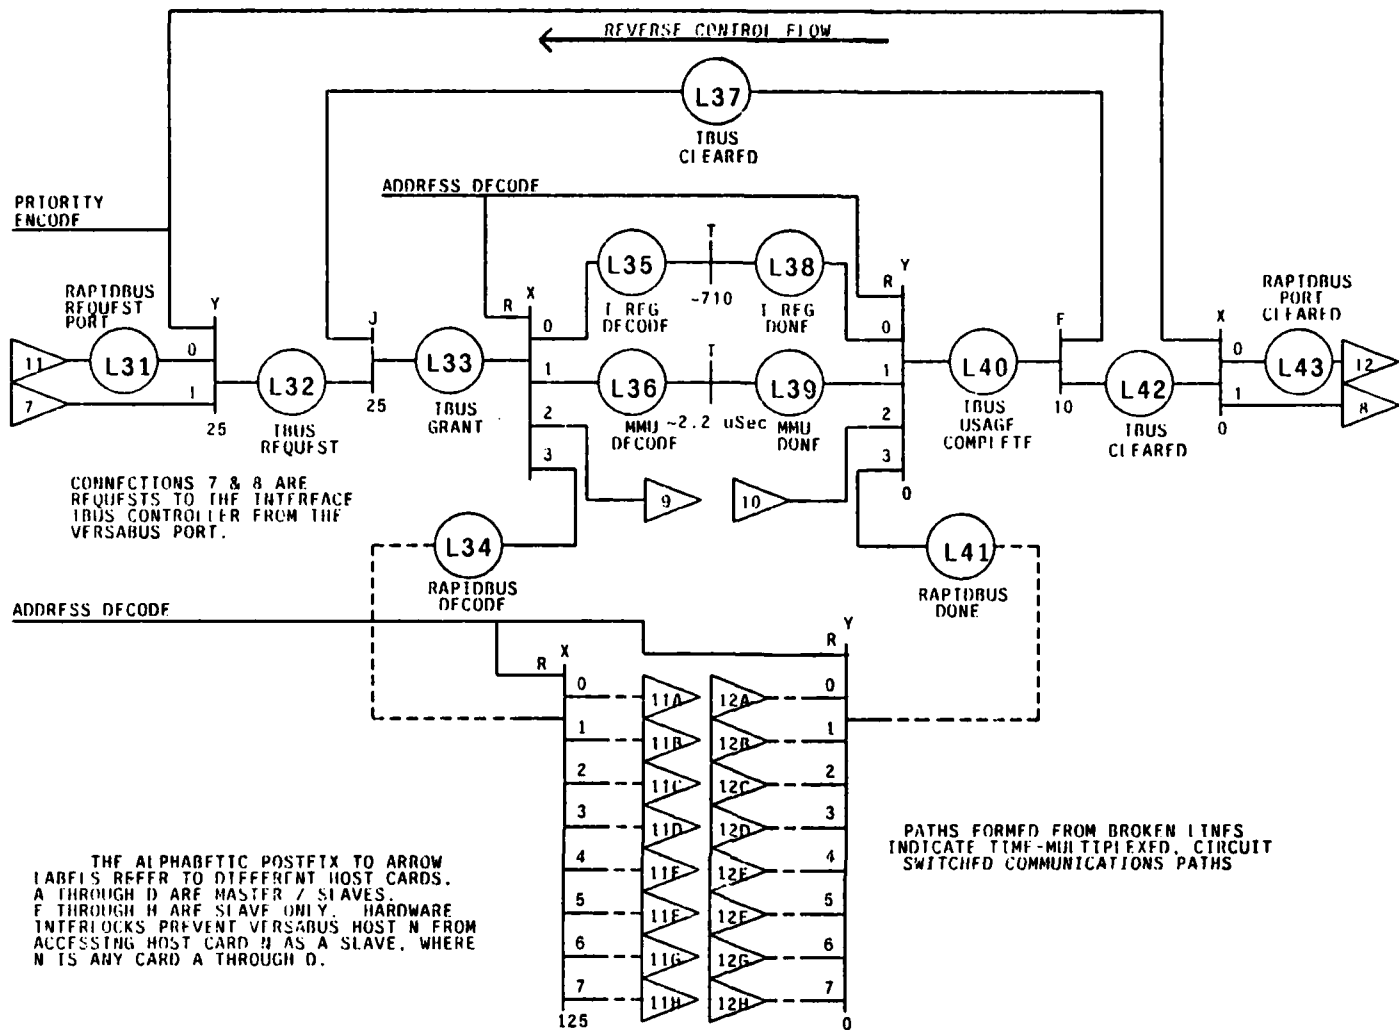 REVERSE CONTROL FLOW
L37
IBUS
CLEARED
ADDRESS DECODE
PRIORITY
ENCODE
RAPIDBUS
REQUEST
PORT
11
L31
7
Y
0
1
25
L32
IBUS
REQUEST
J
25
L33
IBUS
GRANT
R
X
0
1
2
3
L35
I REG
DECODE
T
~710
L38
I REG
DONE
L36
MMU
DECODE
T
~2.2 uSec
L39
MMU
DONE
9
10
R
Y
0
1
2
3
0
L40
IBUS
USAGE
COMPLETE
F
10
L42
IBUS
CLEARED
X
0
1
0
RAPIDBUS
PORT
CLEARED
L43
12
8
CONNECTIONS 7 & 8 ARE
REQUESTS TO THE INTERFACE
IBUS CONTROLLER FROM THE
VERSABUS PORT.
L34
RAPIDBUS
DECODE
L41
RAPIDBUS
DONE
ADDRESS DECODE
R
X
R
Y
0
11A
12A
0
1
11B
12B
1
2
11C
12C
2
3
11D
12D
3
4
11E
12E
4
5
11F
12F
5
6
11G
12G
6
7
11H
12H
7
125
0
PATHS FORMED FROM BROKEN LINES
INDICATE TIME-MULTIPLEXED, CIRCUIT
SWITCHED COMMUNICATIONS PATHS
THE ALPHABETIC POSTFIX TO ARROW
LABELS REFER TO DIFFERENT HOST CARDS.
A THROUGH D ARE MASTER / SLAVES.
E THROUGH H ARE SLAVE ONLY. HARDWARE
INTERLOCKS PREVENT VERSABUS HOST N FROM
ACCESSING HOST CARD N AS A SLAVE, WHERE
N IS ANY CARD A THROUGH D.